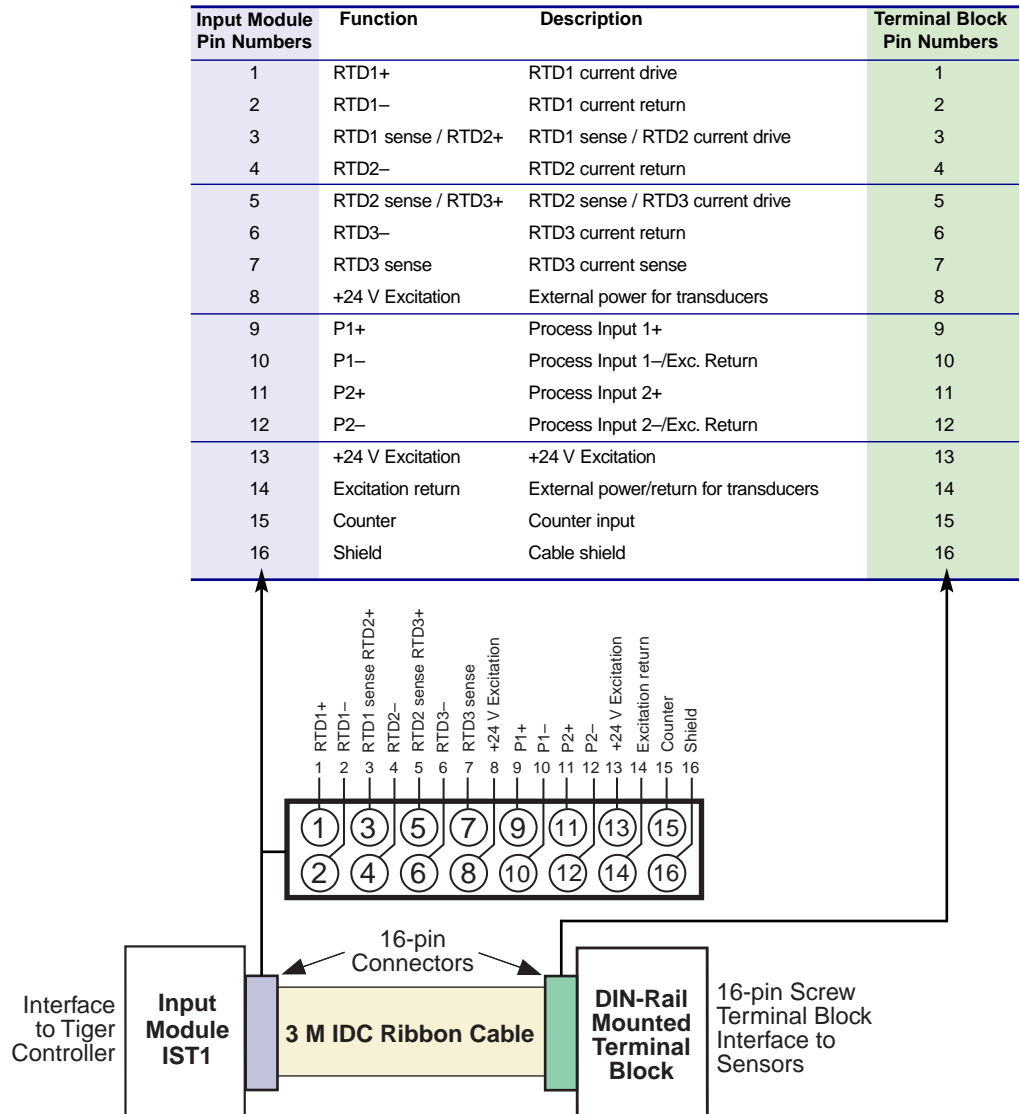 Input Module Pin Numbers Function Description Terminal Block Pin Numbers
1 RTD1+ RTD1 current drive 1
2 RTD1– RTD1 current return 2
3 RTD1 sense / RTD2+ RTD1 sense / RTD2 current drive 3
4 RTD2– RTD2 current return 4
5 RTD2 sense / RTD3+ RTD2 sense / RTD3 current drive 5
6 RTD3– RTD3 current return 6
7 RTD3 sense RTD3 current sense 7
8 +24 V Excitation External power for transducers 8
9 P1+ Process Input 1+ 9
10 P1– Process Input 1–/Exc. Return 10
11 P2+ Process Input 2+ 11
12 P2– Process Input 2–/Exc. Return 12
13 +24 V Excitation +24 V Excitation 13
14 Excitation return External power/return for transducers 14
15 Counter Counter input 15
16 Shield Cable shield 16
RTD1+
RTD1–
RTD1 sense RTD2+
RTD2–
RTD2 sense RTD3+
RTD3–
RTD3 sense
+24 V Excitation
P1+
P1–
P2+
P2–
+24 V Excitation
Excitation return
Counter
Shield
1 2 3 4 5 6 7 8 9 10 11 12 13 14 15 16
1 3 5 7 9 11 13 15
2 4 6 8 10 12 14 16
16-pin
Connectors
Interface
to Tiger
Controller
Input
Module
IST1
3 M IDC Ribbon Cable
DIN-Rail
Mounted
Terminal
Block
16-pin Screw
Terminal Block
Interface to
Sensors